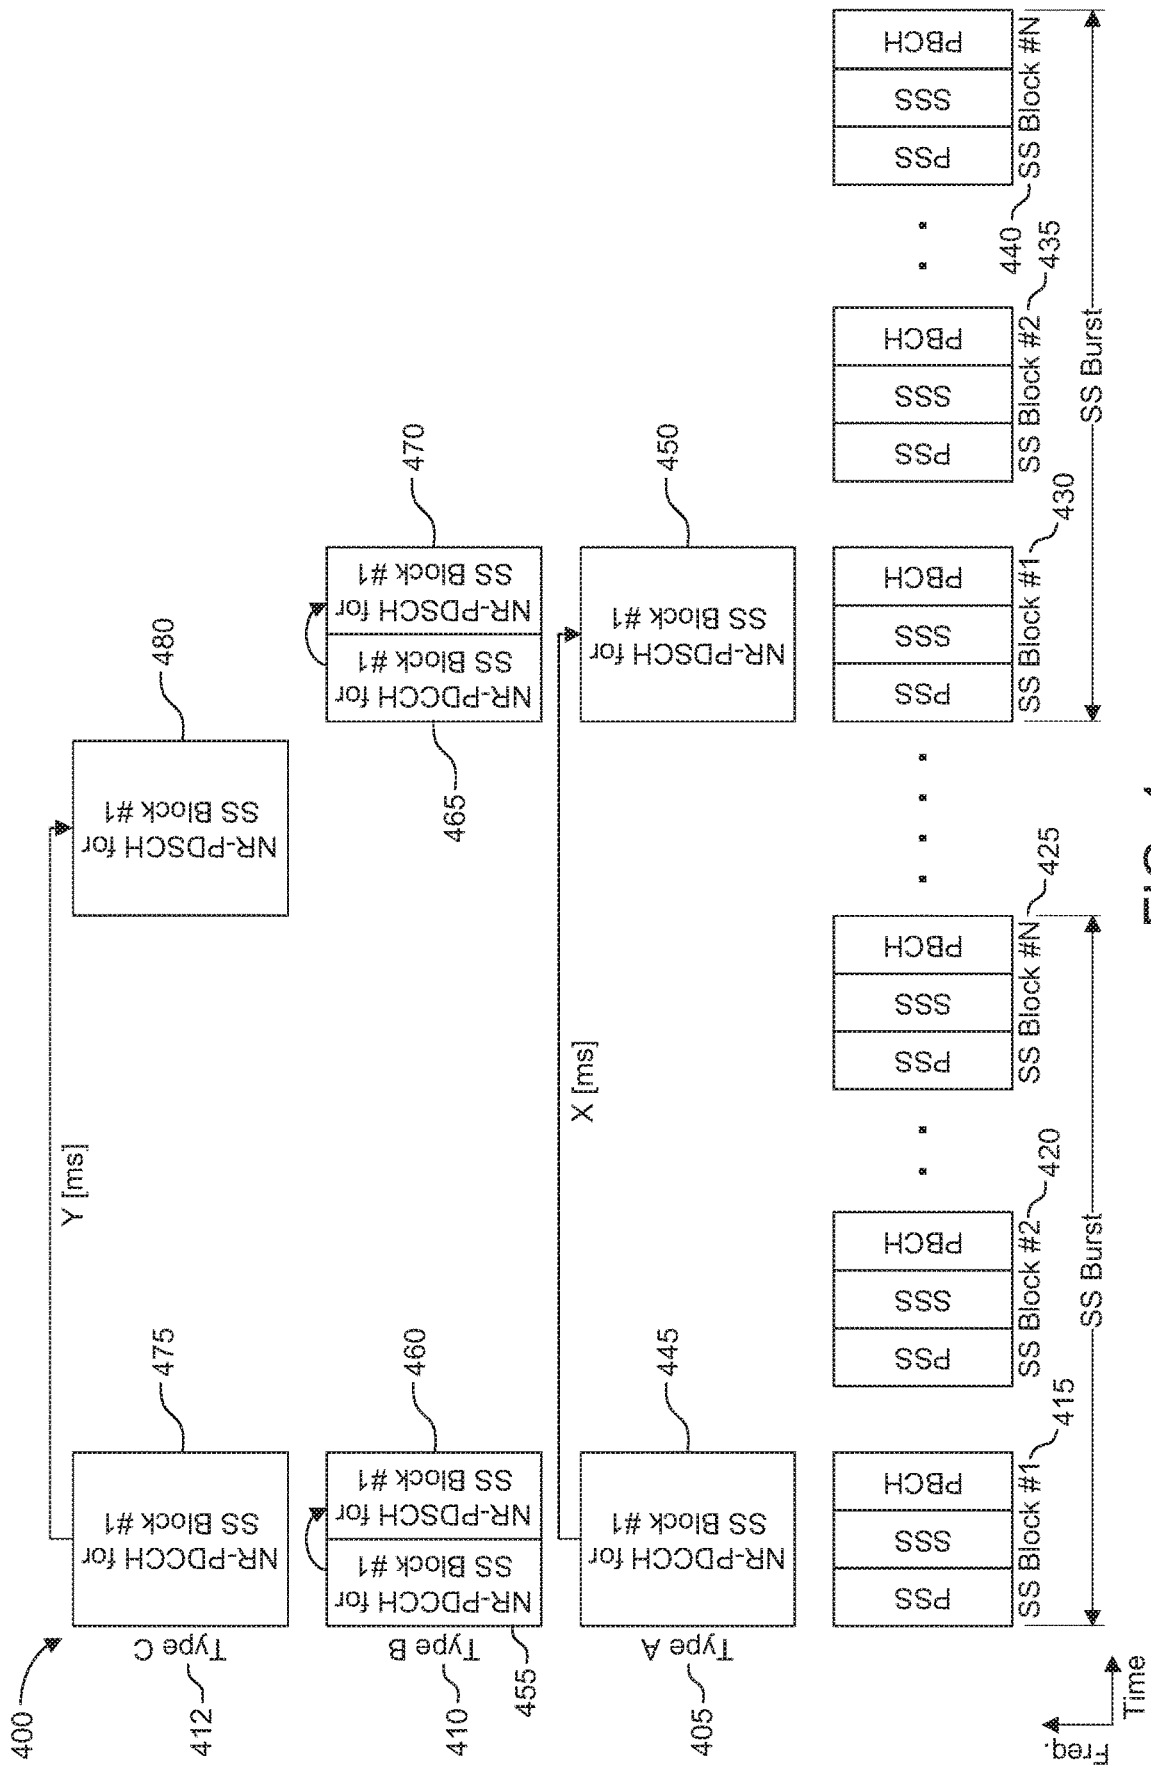 400
412
Type C
NR-PDCCH for
SS Block #1
475
Y [ms]
NR-PDSCH for
SS Block #1
480
410
Type B
455
NR-PDCCH for
SS Block #1
NR-PDSCH for
SS Block #1
460
NR-PDCCH for
SS Block #1
465
NR-PDSCH for
SS Block #1
470
405
Type A
NR-PDCCH for
SS Block #1
445
X [ms]
NR-PDSCH for
SS Block #1
450
PSS
SSS
PBCH
SS Block #1
415
PSS
SSS
PBCH
SS Block #2
420
PSS
SSS
PBCH
SS Block #N
425
PSS
SSS
PBCH
SS Block #1
430
PSS
SSS
PBCH
SS Block #2
435
PSS
SSS
PBCH
SS Block #N
440
SS Burst
SS Burst
Freq.
Time